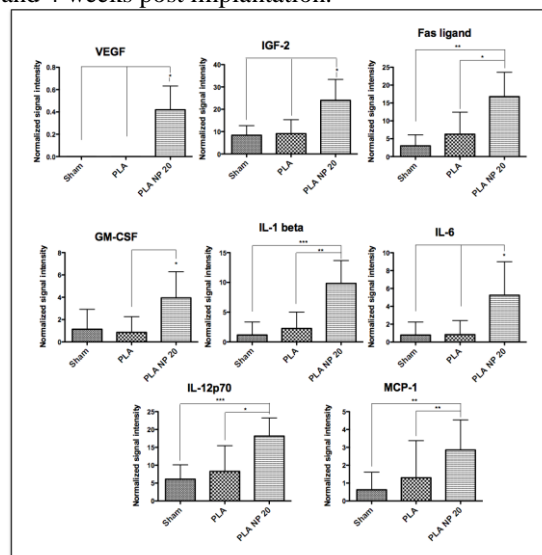 and 4 weeks post implantation.
VEGF
Normalized signal intensity
0.8
0.6
0.4
0.2
0.0
*
Sham
PLA
PLA NP 20
IGF-2
Normalized signal intensity
40
30
20
10
0
*
Sham
PLA
PLA NP 20
Fas ligand
Normalized signal intensity
25
20
15
10
5
0
**
*
Sham
PLA
PLA NP 20
GM-CSF
Normalized signal intensity
8
6
4
2
0
*
Sham
PLA
PLA NP 20
IL-1 beta
Normalized signal intensity
15
10
5
0
***
**
Sham
PLA
PLA NP 20
IL-6
Normalized signal intensity
10
8
6
4
2
0
*
Sham
PLA
PLA NP 20
IL-12p70
Normalized signal intensity
25
20
15
10
5
0
***
*
Sham
PLA
PLA NP 20
MCP-1
Normalized signal intensity
5
4
3
2
1
0
**
**
Sham
PLA
PLA NP 20